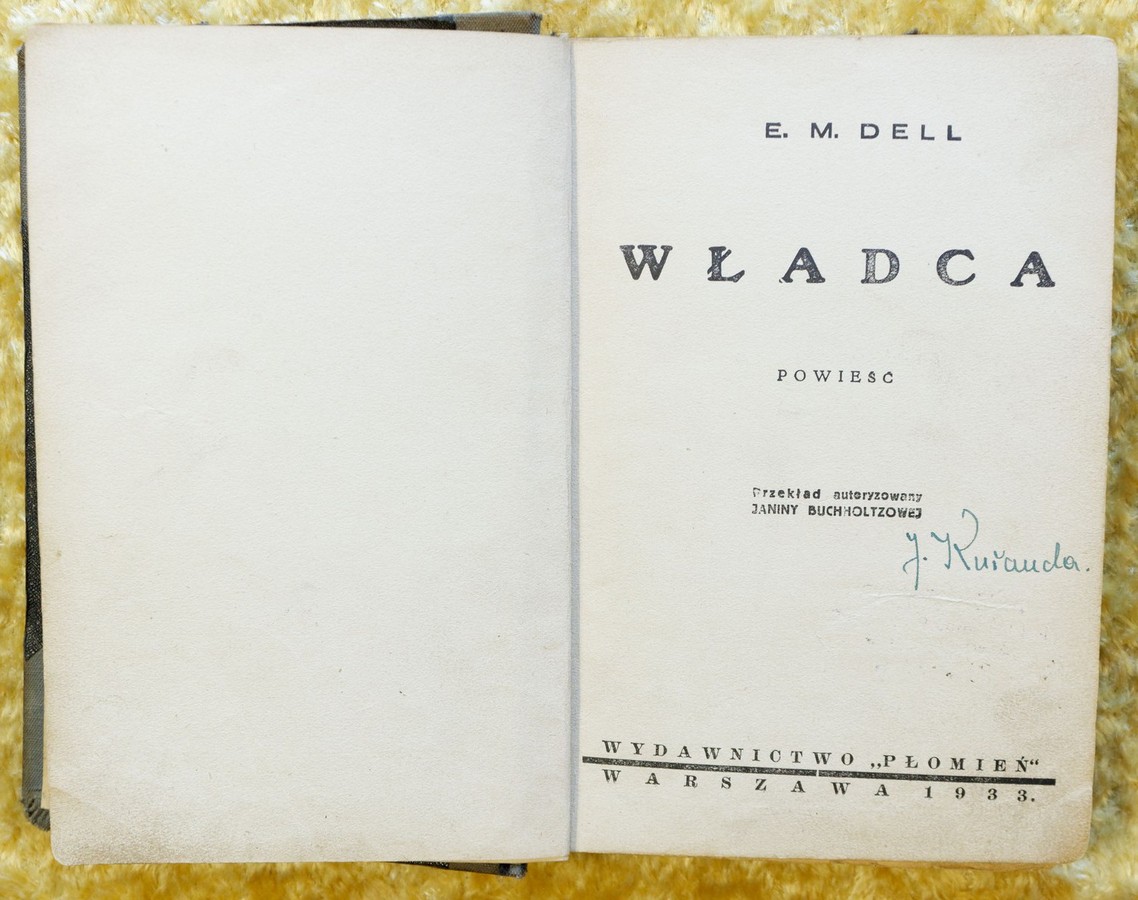 E. M. DELL
WŁADCA
POWIEŚĆ
Przekład autoryzowany
JANINY BUCHHOLTZOWEJ
J. Kuranda.
WYDAWNICTWO „PŁOMIEŃ“
WARSZAWA 1933.